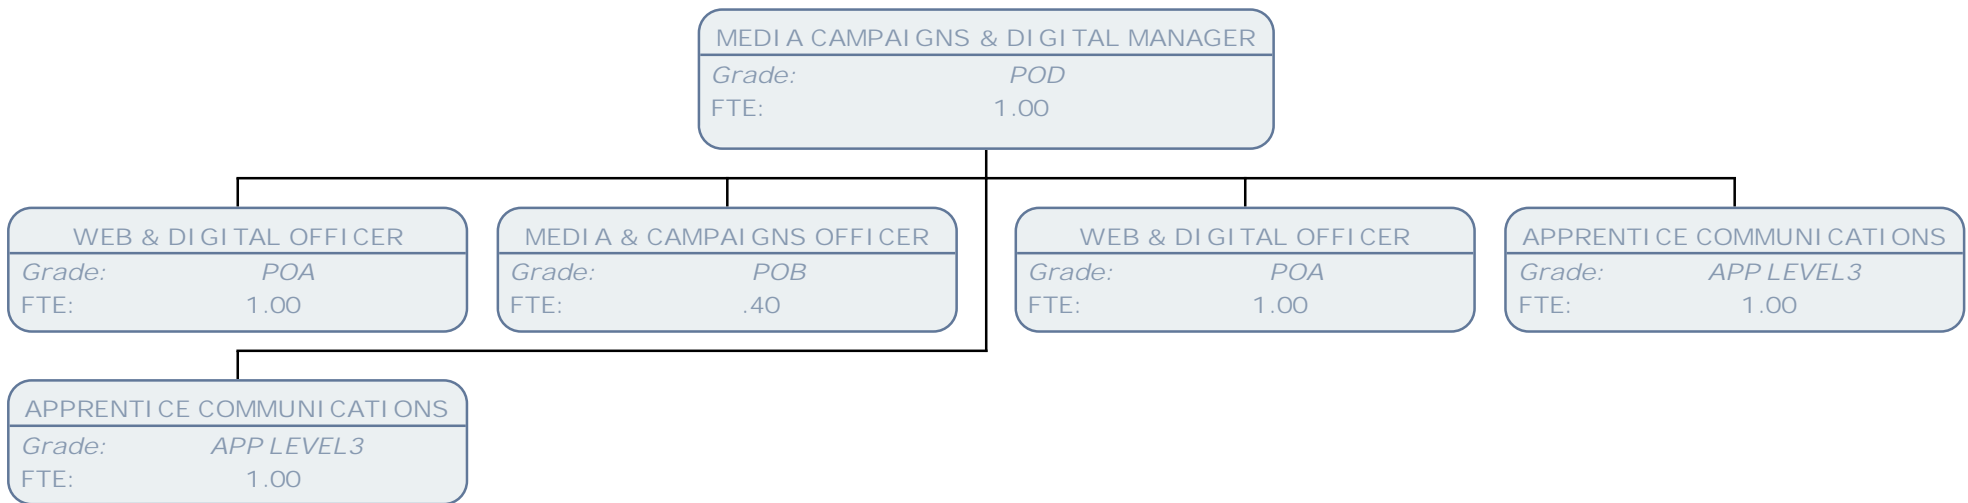 MEDIA CAMPAIGNS & DIGITAL MANAGER
Grade: POD
FTE: 1.00
WEB & DIGITAL OFFICER
Grade: POA
FTE: 1.00
MEDIA & CAMPAIGNS OFFICER
Grade: POB
FTE: .40
WEB & DIGITAL OFFICER
Grade: POA
FTE: 1.00
APPRENTICE COMMUNICATIONS
Grade: APP LEVEL3
FTE: 1.00
APPRENTICE COMMUNICATIONS
Grade: APP LEVEL3
FTE: 1.00